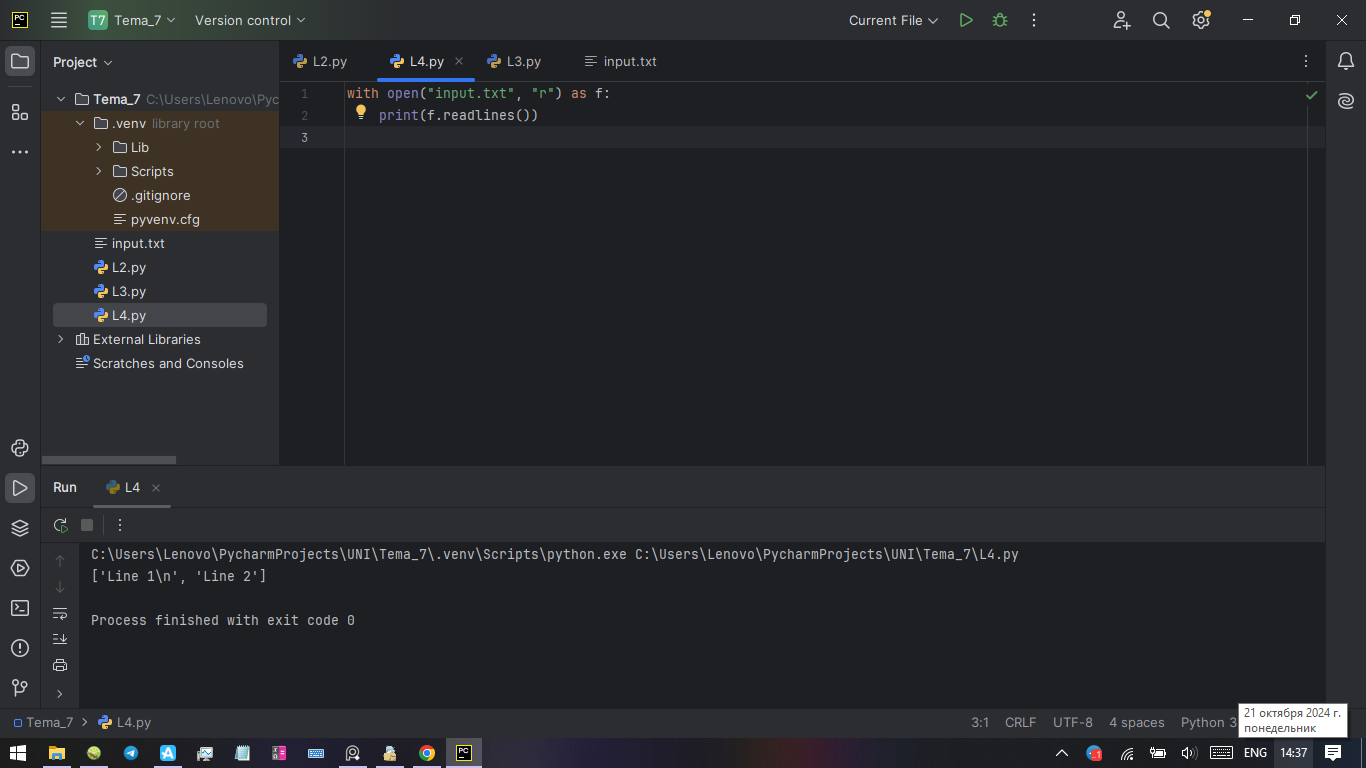 PC
T7 Tema_7 Version control Current File
Project
L2.py L4.py L3.py input.txt
Tema_7 C:\Users\Lenovo\Pyc
.venv library root
Lib
Scripts
.gitignore
pyvenv.cfg
input.txt
L2.py
L3.py
L4.py
External Libraries
Scratches and Consoles
1 with open("input.txt", "r") as f:
2 print(f.readlines())
3
Run L4
C:\Users\Lenovo\PycharmProjects\UNI\Tema_7\.venv\Scripts\python.exe C:\Users\Lenovo\PycharmProjects\UNI\Tema_7\L4.py
['Line 1\n', 'Line 2']
Process finished with exit code 0
Tema_7 L4.py 3:1 CRLF UTF-8 4 spaces Python 3
21 октября 2024 г.
понедельник
PC ENG 14:37